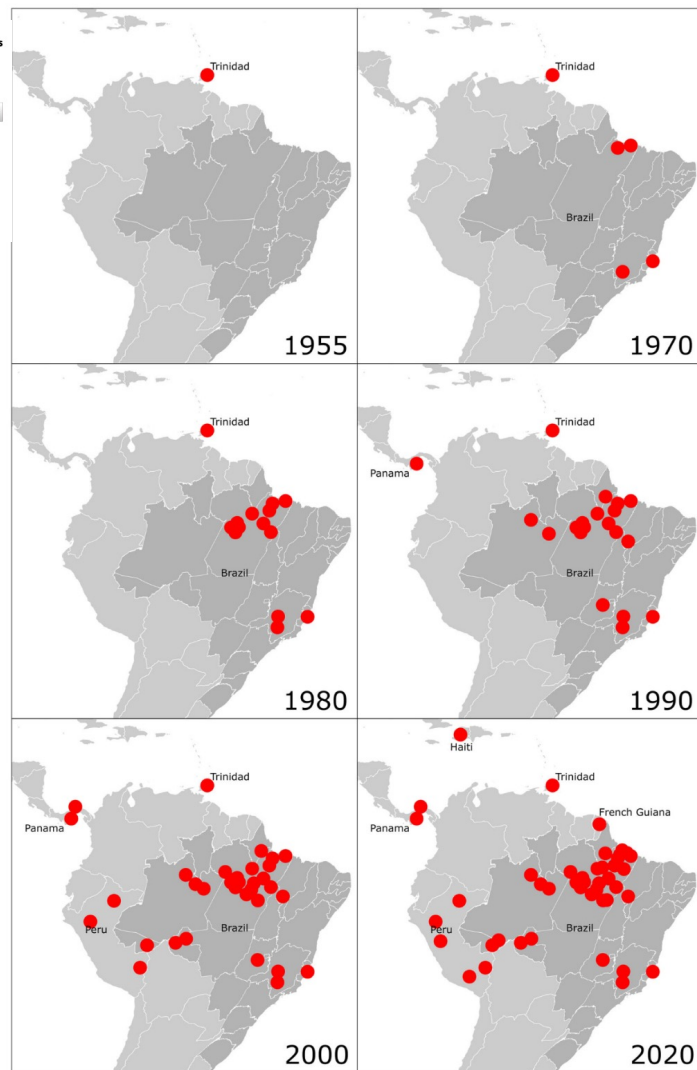 s
Trinidad
1955
Trinidad
Brazil
1970
Trinidad
Brazil
1980
Trinidad
Panama
Brazil
1990
Trinidad
Panama
Peru
Brazil
2000
Haiti
Trinidad
Panama
French Guiana
Peru
Brazil
2020